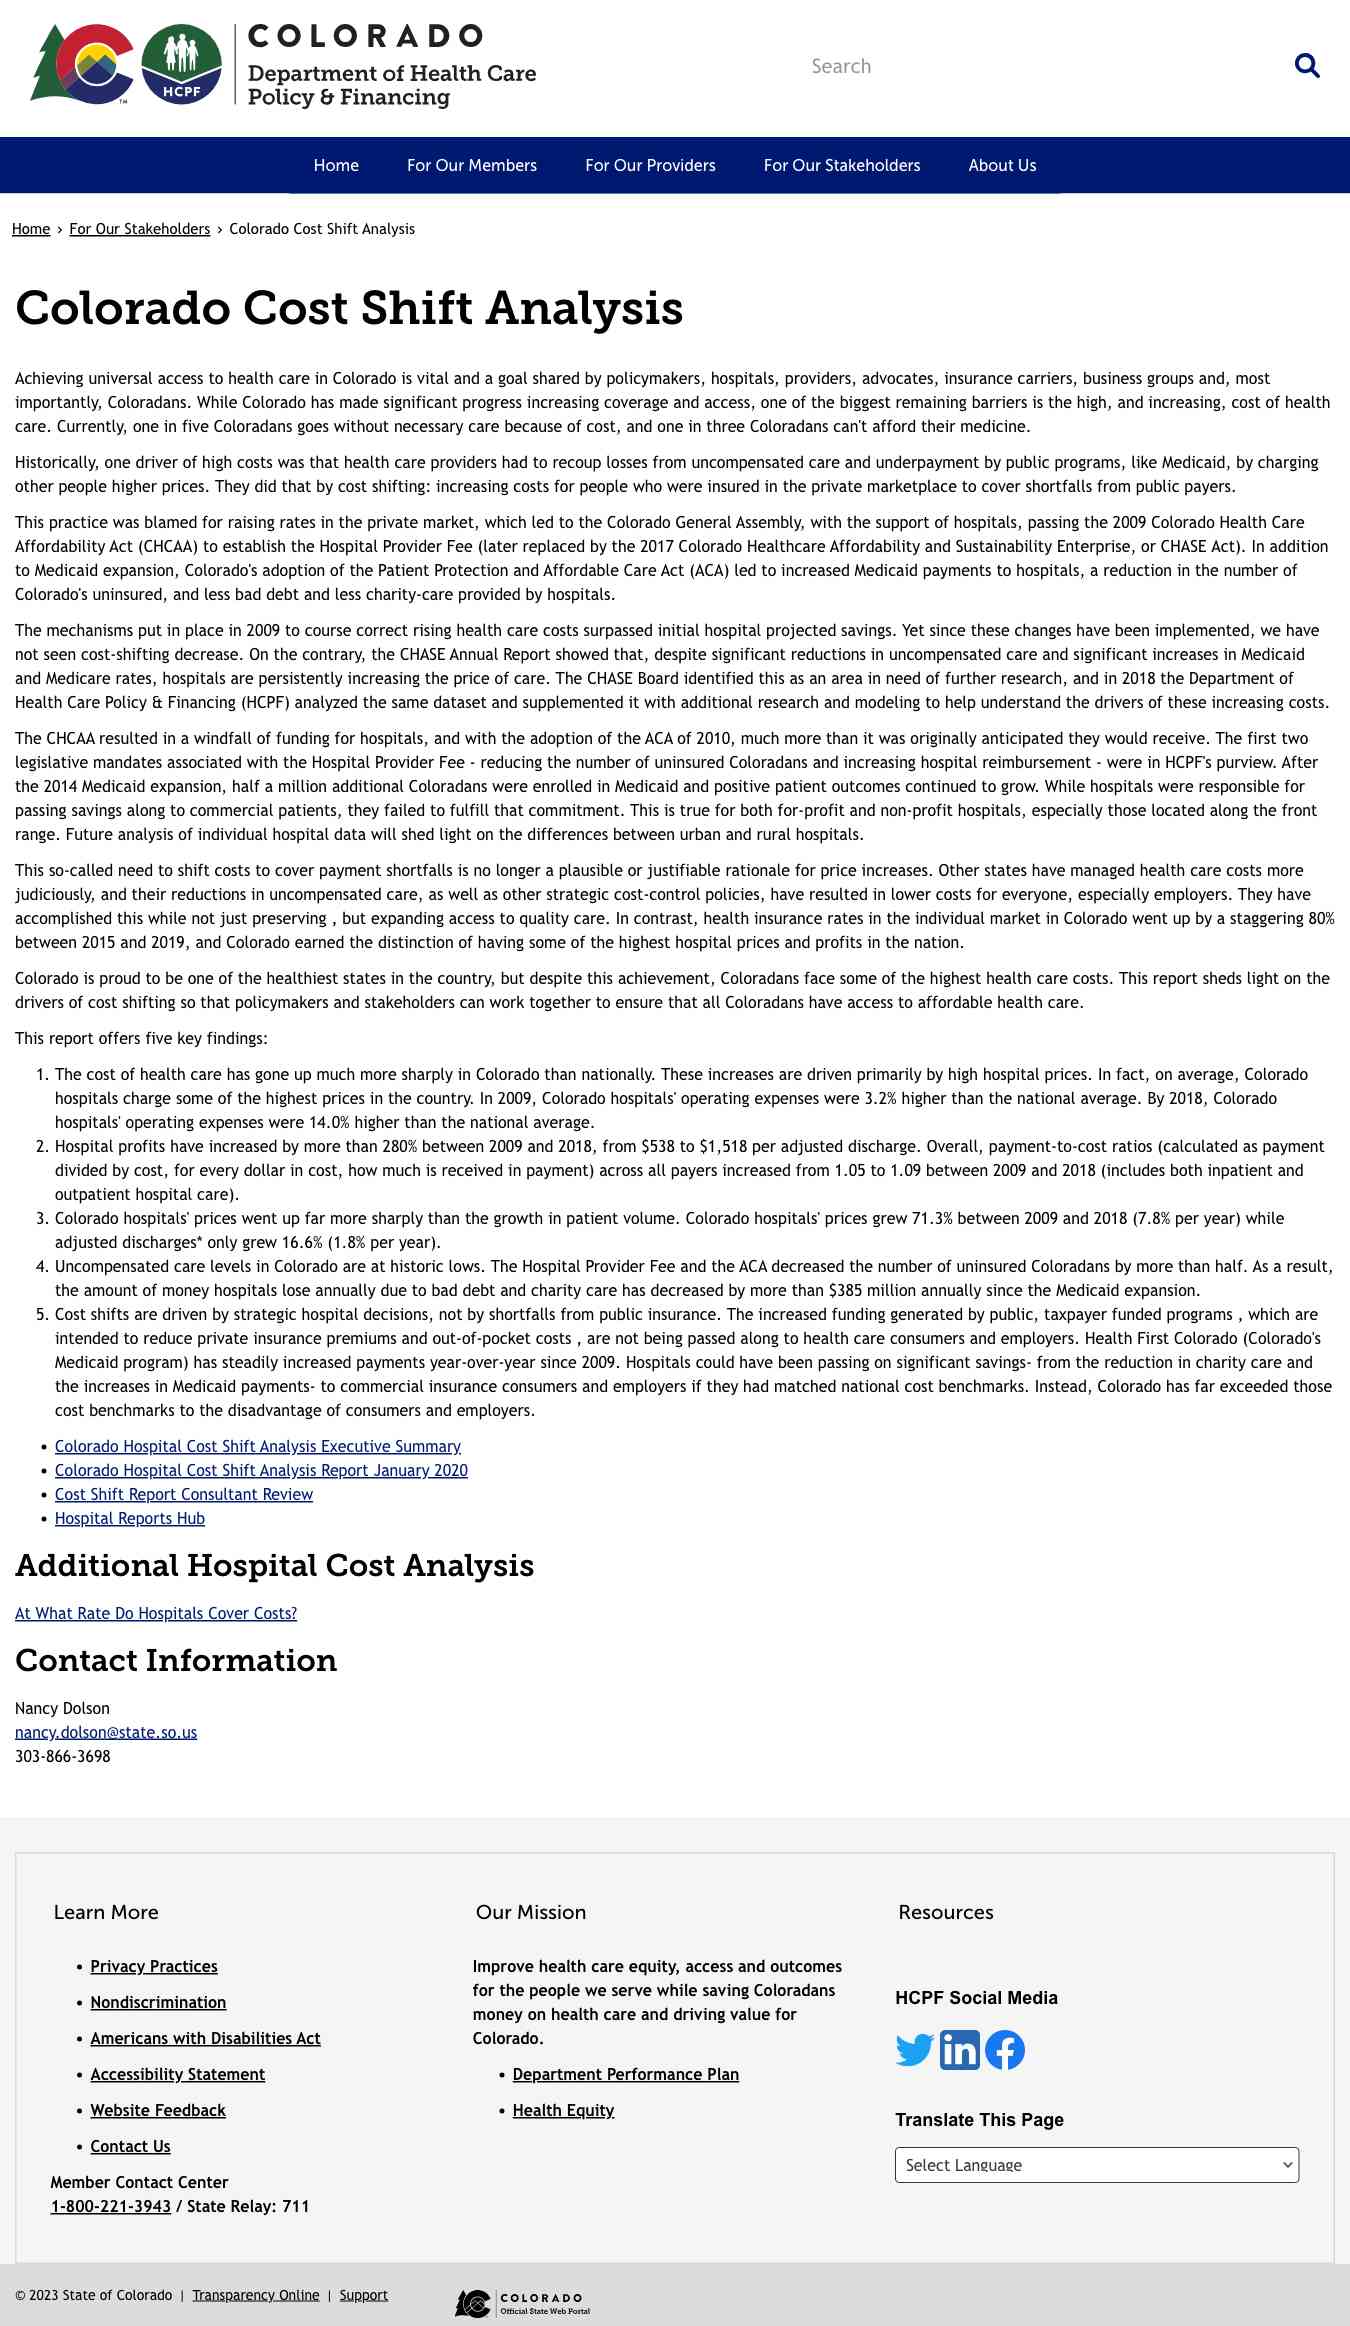 COLORADO
Department of Health Care
Policy & Financing
HCPF
TM
Search
Home
For Our Members
For Our Providers
For Our Stakeholders
About Us
Home › For Our Stakeholders › Colorado Cost Shift Analysis
Colorado Cost Shift Analysis
Achieving universal access to health care in Colorado is vital and a goal shared by policymakers, hospitals, providers, advocates, insurance carriers, business groups and, most
importantly, Coloradans. While Colorado has made significant progress increasing coverage and access, one of the biggest remaining barriers is the high, and increasing, cost of health
care. Currently, one in five Coloradans goes without necessary care because of cost, and one in three Coloradans can't afford their medicine.
Historically, one driver of high costs was that health care providers had to recoup losses from uncompensated care and underpayment by public programs, like Medicaid, by charging
other people higher prices. They did that by cost shifting: increasing costs for people who were insured in the private marketplace to cover shortfalls from public payers.
This practice was blamed for raising rates in the private market, which led to the Colorado General Assembly, with the support of hospitals, passing the 2009 Colorado Health Care
Affordability Act (CHCAA) to establish the Hospital Provider Fee (later replaced by the 2017 Colorado Healthcare Affordability and Sustainability Enterprise, or CHASE Act). In addition
to Medicaid expansion, Colorado's adoption of the Patient Protection and Affordable Care Act (ACA) led to increased Medicaid payments to hospitals, a reduction in the number of
Colorado's uninsured, and less bad debt and less charity-care provided by hospitals.
The mechanisms put in place in 2009 to course correct rising health care costs surpassed initial hospital projected savings. Yet since these changes have been implemented, we have
not seen cost-shifting decrease. On the contrary, the CHASE Annual Report showed that, despite significant reductions in uncompensated care and significant increases in Medicaid
and Medicare rates, hospitals are persistently increasing the price of care. The CHASE Board identified this as an area in need of further research, and in 2018 the Department of
Health Care Policy & Financing (HCPF) analyzed the same dataset and supplemented it with additional research and modeling to help understand the drivers of these increasing costs.
The CHCAA resulted in a windfall of funding for hospitals, and with the adoption of the ACA of 2010, much more than it was originally anticipated they would receive. The first two
legislative mandates associated with the Hospital Provider Fee - reducing the number of uninsured Coloradans and increasing hospital reimbursement - were in HCPF's purview. After
the 2014 Medicaid expansion, half a million additional Coloradans were enrolled in Medicaid and positive patient outcomes continued to grow. While hospitals were responsible for
passing savings along to commercial patients, they failed to fulfill that commitment. This is true for both for-profit and non-profit hospitals, especially those located along the front
range. Future analysis of individual hospital data will shed light on the differences between urban and rural hospitals.
This so-called need to shift costs to cover payment shortfalls is no longer a plausible or justifiable rationale for price increases. Other states have managed health care costs more
judiciously, and their reductions in uncompensated care, as well as other strategic cost-control policies, have resulted in lower costs for everyone, especially employers. They have
accomplished this while not just preserving , but expanding access to quality care. In contrast, health insurance rates in the individual market in Colorado went up by a staggering 80%
between 2015 and 2019, and Colorado earned the distinction of having some of the highest hospital prices and profits in the nation.
Colorado is proud to be one of the healthiest states in the country, but despite this achievement, Coloradans face some of the highest health care costs. This report sheds light on the
drivers of cost shifting so that policymakers and stakeholders can work together to ensure that all Coloradans have access to affordable health care.
This report offers five key findings:
1. The cost of health care has gone up much more sharply in Colorado than nationally. These increases are driven primarily by high hospital prices. In fact, on average, Colorado
hospitals charge some of the highest prices in the country. In 2009, Colorado hospitals' operating expenses were 3.2% higher than the national average. By 2018, Colorado
hospitals' operating expenses were 14.0% higher than the national average.
2. Hospital profits have increased by more than 280% between 2009 and 2018, from $538 to $1,518 per adjusted discharge. Overall, payment-to-cost ratios (calculated as payment
divided by cost, for every dollar in cost, how much is received in payment) across all payers increased from 1.05 to 1.09 between 2009 and 2018 (includes both inpatient and
outpatient hospital care).
3. Colorado hospitals' prices went up far more sharply than the growth in patient volume. Colorado hospitals' prices grew 71.3% between 2009 and 2018 (7.8% per year) while
adjusted discharges* only grew 16.6% (1.8% per year).
4. Uncompensated care levels in Colorado are at historic lows. The Hospital Provider Fee and the ACA decreased the number of uninsured Coloradans by more than half. As a result,
the amount of money hospitals lose annually due to bad debt and charity care has decreased by more than $385 million annually since the Medicaid expansion.
5. Cost shifts are driven by strategic hospital decisions, not by shortfalls from public insurance. The increased funding generated by public, taxpayer funded programs , which are
intended to reduce private insurance premiums and out-of-pocket costs , are not being passed along to health care consumers and employers. Health First Colorado (Colorado's
Medicaid program) has steadily increased payments year-over-year since 2009. Hospitals could have been passing on significant savings- from the reduction in charity care and
the increases in Medicaid payments- to commercial insurance consumers and employers if they had matched national cost benchmarks. Instead, Colorado has far exceeded those
cost benchmarks to the disadvantage of consumers and employers.
• Colorado Hospital Cost Shift Analysis Executive Summary
• Colorado Hospital Cost Shift Analysis Report January 2020
• Cost Shift Report Consultant Review
• Hospital Reports Hub
Additional Hospital Cost Analysis
At What Rate Do Hospitals Cover Costs?
Contact Information
Nancy Dolson
nancy.dolson@state.so.us
303-866-3698
Learn More
• Privacy Practices
• Nondiscrimination
• Americans with Disabilities Act
• Accessibility Statement
• Website Feedback
• Contact Us
Member Contact Center
1-800-221-3943 / State Relay: 711
Our Mission
Improve health care equity, access and outcomes
for the people we serve while saving Coloradans
money on health care and driving value for
Colorado.
• Department Performance Plan
• Health Equity
Resources
HCPF Social Media
in
Translate This Page
Select Language
© 2023 State of Colorado | Transparency Online | Support
COLORADO
Official State Web Portal